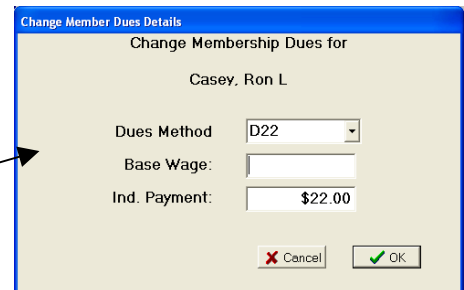 Change Member Dues Details
Change Membership Dues for
Casey, Ron L
Dues Method D22
Base Wage:
Ind. Payment: $22.00
Cancel OK